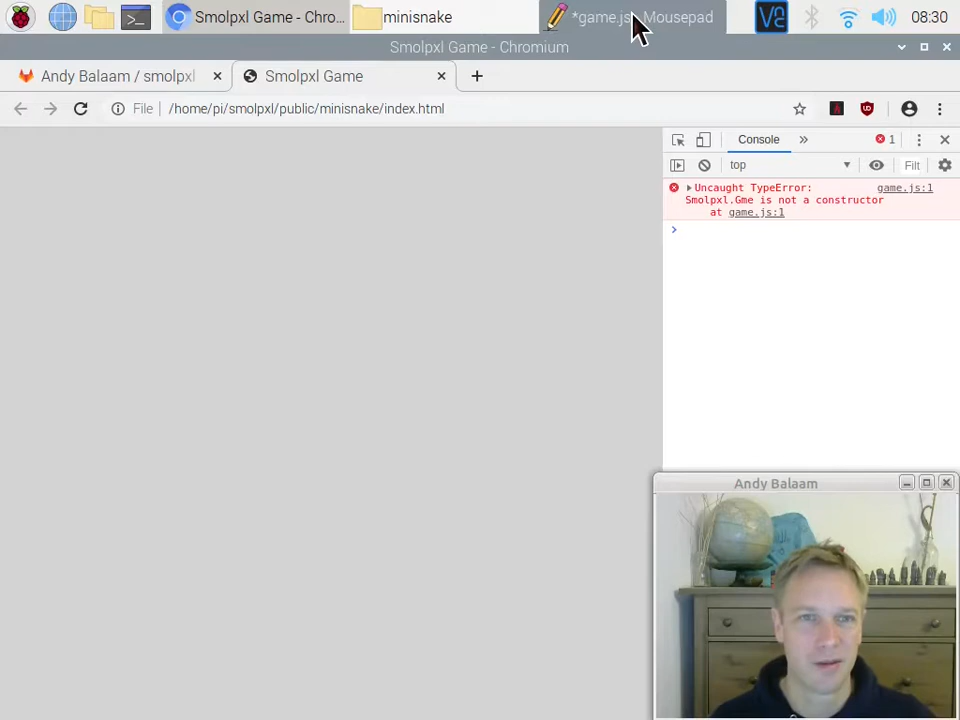 Smolpxl Game - Chro...
minisnake
*game.js - Mousepad
08:30
Smolpxl Game - Chromium
Andy Balaam / smolpxl
Smolpxl Game
File
/home/pi/smolpxl/public/minisnake/index.html
Console
1
top
Filt
Uncaught TypeError: game.js:1
Smolpxl.Gme is not a constructor
at game.js:1
Andy Balaam